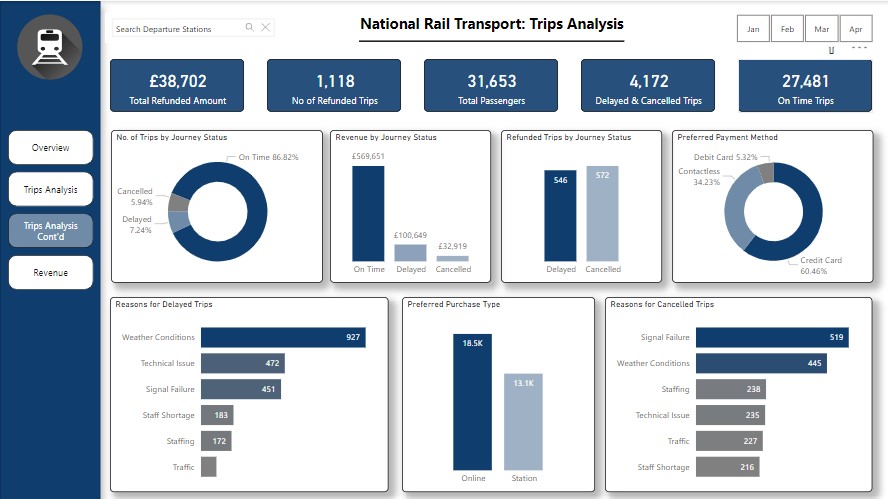 Search Departure Stations
National Rail Transport: Trips Analysis
Jan
Feb
Mar
Apr
£38,702
Total Refunded Amount
1,118
No of Refunded Trips
31,653
Total Passengers
4,172
Delayed & Cancelled Trips
27,481
On Time Trips
Overview
Trips Analysis
Trips Analysis
Cont'd
Revenue
No. of Trips by Journey Status
On Time 86.82%
Cancelled
5.94%
Delayed
7.24%
Revenue by Journey Status
£569,651
£100,649
£32,919
On Time
Delayed
Cancelled
Refunded Trips by Journey Status
546
572
Delayed
Cancelled
Preferred Payment Method
Debit Card 5.32%
Contactless
34.23%
Credit Card
60.46%
Reasons for Delayed Trips
Weather Conditions
927
Technical Issue
472
Signal Failure
451
Staff Shortage
183
Staffing
172
Traffic
Preferred Purchase Type
18.5K
13.1K
Online
Station
Reasons for Cancelled Trips
Signal Failure
519
Weather Conditions
445
Staffing
238
Technical Issue
235
Traffic
227
Staff Shortage
216